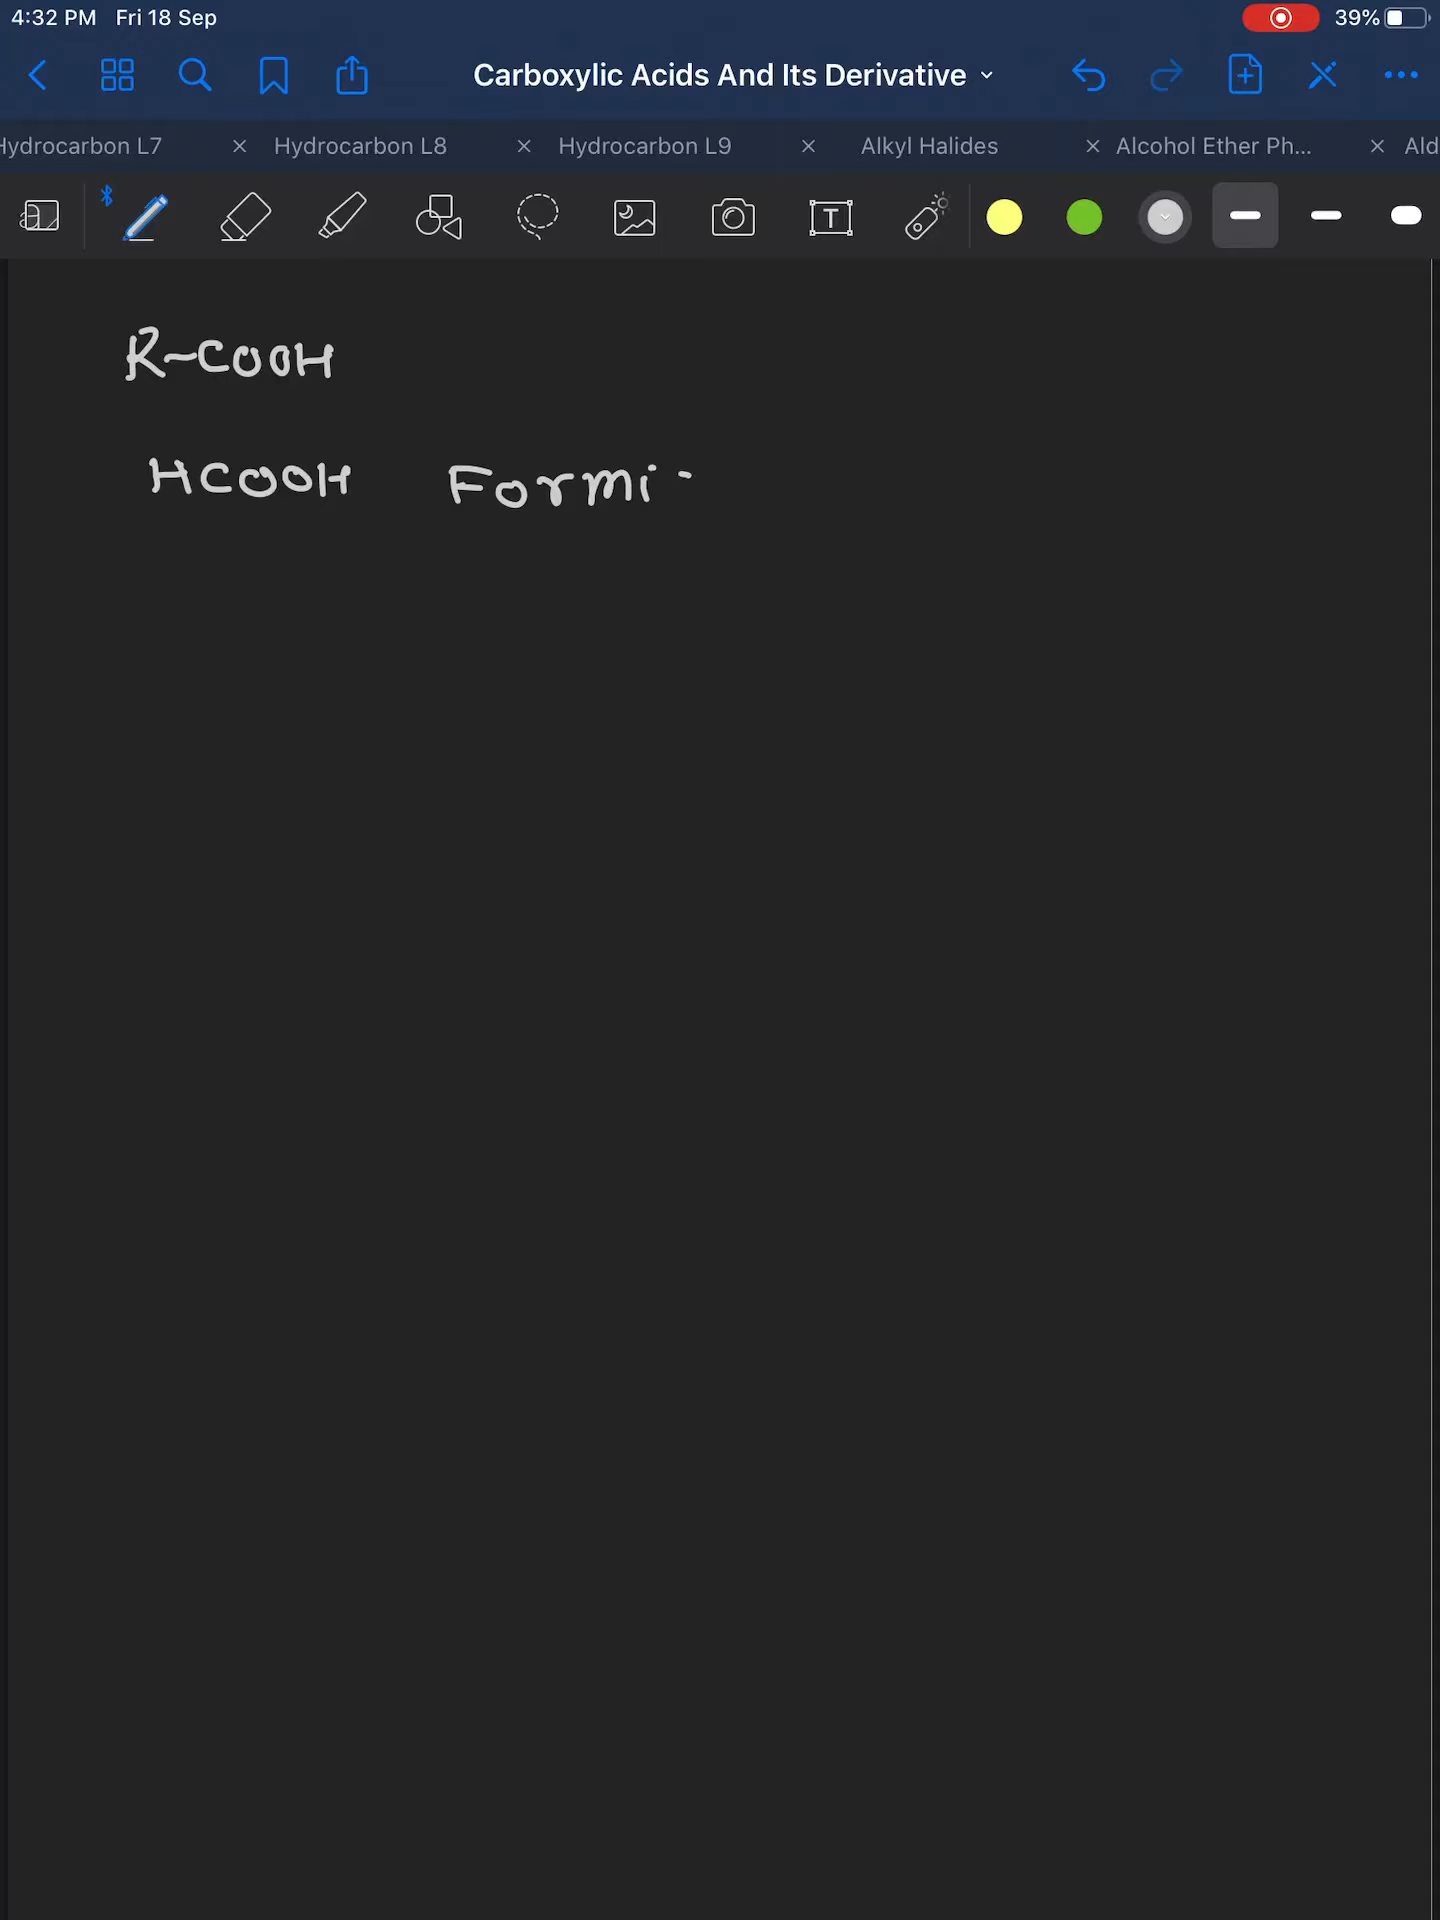 4:32 PM Fri 18 Sep 39%
Carboxylic Acids And Its Derivative
Hydrocarbon L7 × Hydrocarbon L8 × Hydrocarbon L9 × Alkyl Halides × Alcohol Ether Ph... × Ald
R-COOH
HCOOH Formi